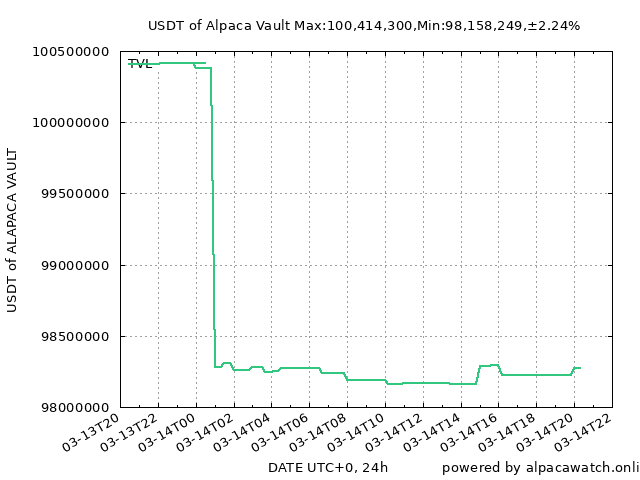 USDT of Alpaca Vault Max:100,414,300,Min:98,158,249,±2.24%
TVL
100500000
100000000
99500000
99000000
98500000
98000000
USDT of ALAPACA VAULT
03-13T20
03-13T22
03-14T00
03-14T02
03-14T04
03-14T06
03-14T08
03-14T10
03-14T12
03-14T14
03-14T16
03-14T18
03-14T20
03-14T22
DATE UTC+0, 24h
powered by alpacawatch.onli